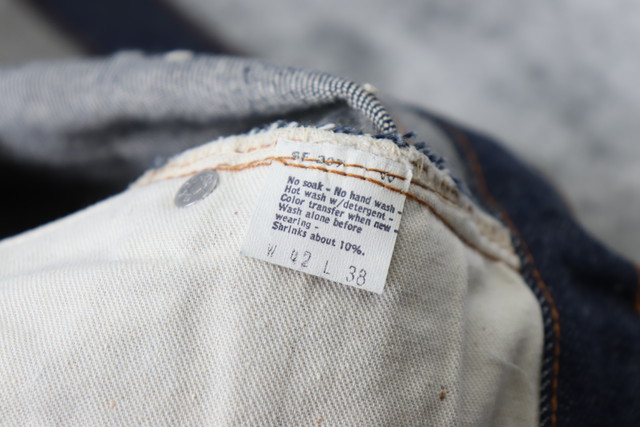 No soak - No hand wash -
Hot wash w/detergent -
Color transfer when new -
Wash alone before
wearing -
Shrinks about 10%.
W 42 L 38